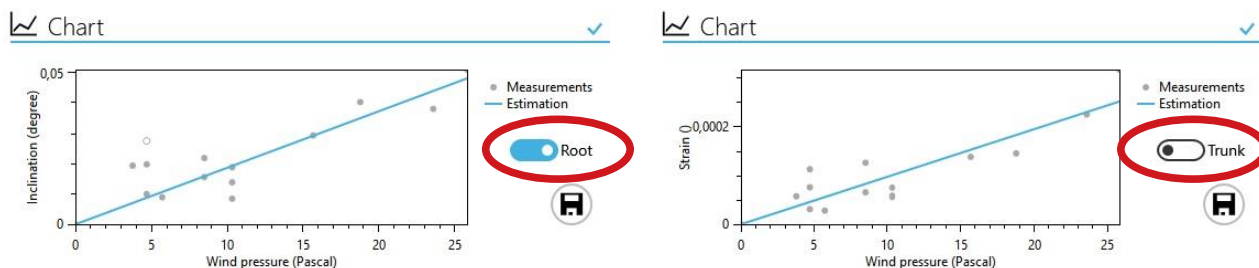 Chart
0,05
Inclination (degree)
0
0 5 10 15 20 25
Wind pressure (Pascal)
Measurements
Estimation
Root
Chart
0,0002
Strain ()
0
0 5 10 15 20 25
Wind pressure (Pascal)
Measurements
Estimation
Trunk